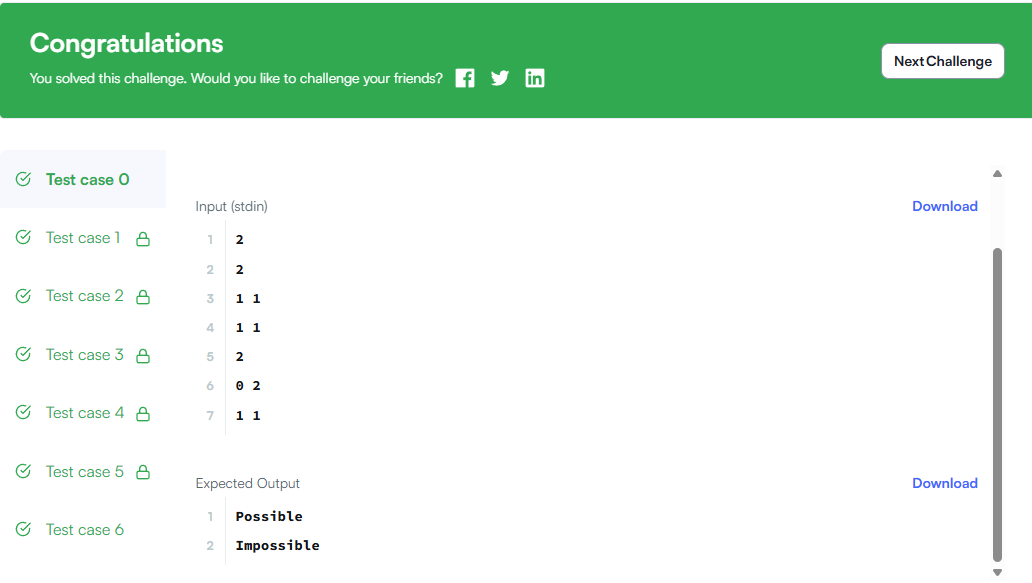 Congratulations
You solved this challenge. Would you like to challenge your friends?
Next Challenge
Test case 0
Test case 1
Test case 2
Test case 3
Test case 4
Test case 5
Test case 6
Input (stdin)
Download
1 2
2 2
3 1 1
4 1 1
5 2
6 0 2
7 1 1
Expected Output
Download
1 Possible
2 Impossible